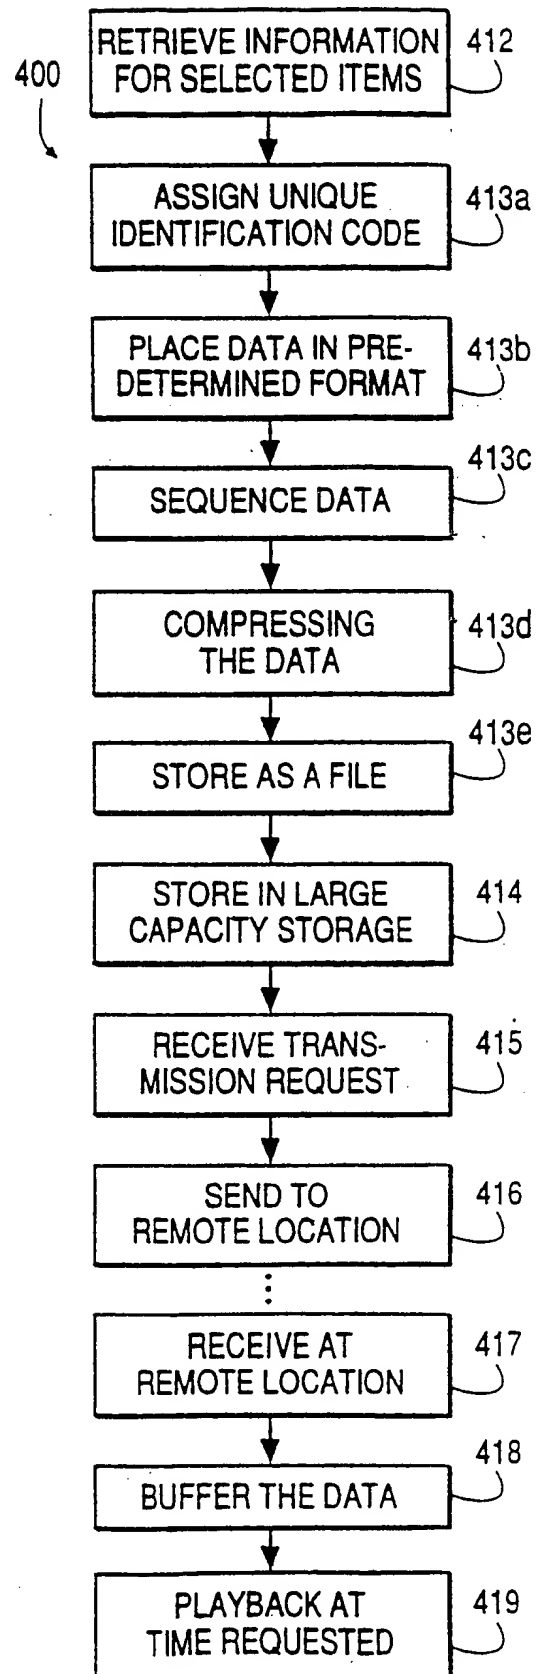 RETRIEVE INFORMATION
FOR SELECTED ITEMS
412
400
ASSIGN UNIQUE
IDENTIFICATION CODE
413a
PLACE DATA IN PRE-
DETERMINED FORMAT
413b
SEQUENCE DATA
413c
COMPRESSING
THE DATA
413d
STORE AS A FILE
413e
STORE IN LARGE
CAPACITY STORAGE
414
RECEIVE TRANS-
MISSION REQUEST
415
SEND TO
REMOTE LOCATION
416
RECEIVE AT
REMOTE LOCATION
417
BUFFER THE DATA
418
PLAYBACK AT
TIME REQUESTED
419